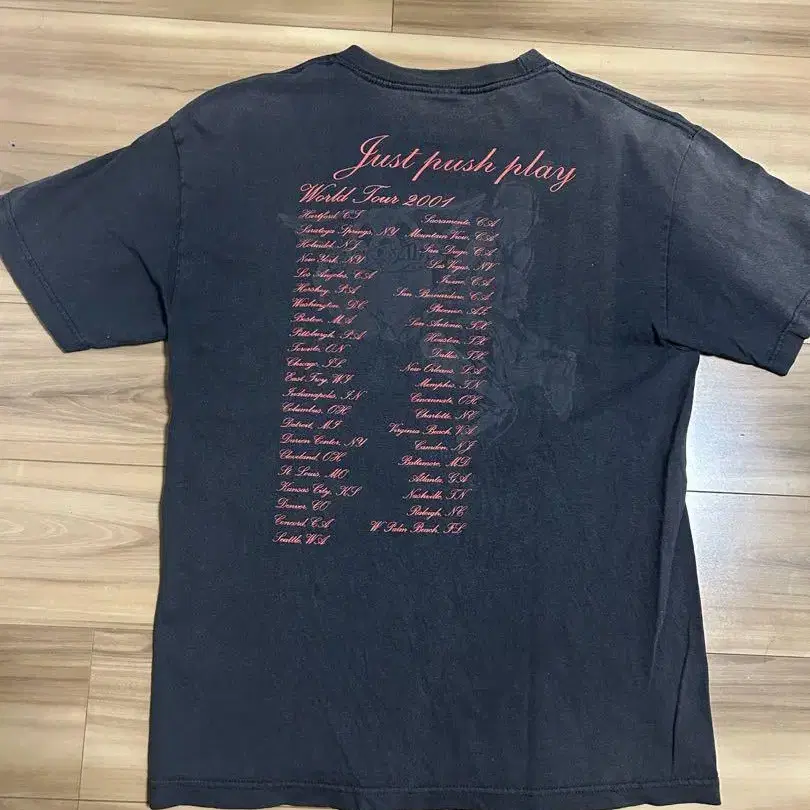 Just push play
World Tour 2001
Hartford, CT
Saratoga Springs, NY
Holmdel, NJ
New York, NY
Los Angeles, CA
Hershey, PA
Washington, DC
Boston, MA
Pittsburgh, PA
Toronto, ON
Chicago, IL
East Troy, WI
Indianapolis, IN
Columbus, OH
Detroit, MI
Darien Center, NY
Cleveland, OH
St Louis, MO
Kansas City, KS
Denver, CO
Concord, CA
Seattle, WA
Sacramento, CA
Mountain View, CA
San Diego, CA
Las Vegas, NV
Fresno, CA
San Bernardino, CA
Phoenix, AZ
San Antonio, TX
Houston, TX
Dallas, TX
New Orleans, LA
Memphis, TN
Cincinnati, OH
Charlotte, NC
Virginia Beach, VA
Camden, NJ
Baltimore, MD
Atlanta, GA
Nashville, TN
Raleigh, NC
W Palm Beach, FL